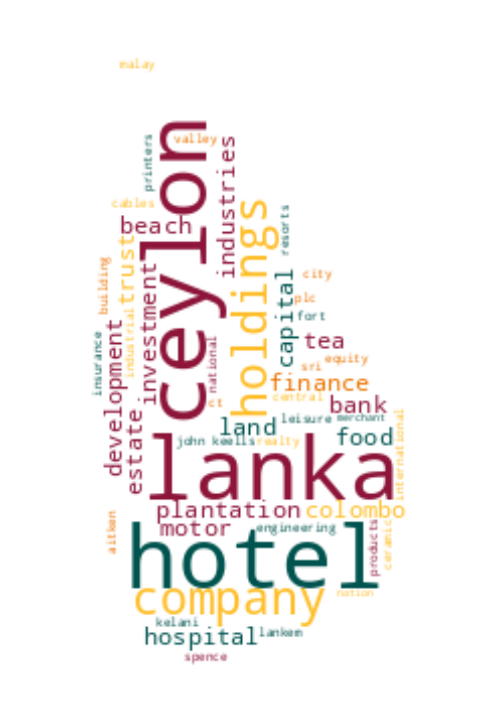 malay
printers
valley
ceylon
industries
cables
beach
holdings
resorts
trust
building
investment
industrial
development
insurance
national
capital
city
plc
fort
tea
equity
sri
finance
central
bank
ct
estate
land
leisure
merchant
food
international
john keells
realty
lanka
plantation
colombo
motor
engineering
aitken
products
ceramic
hotel
company
nation
kelani
hospital
lankem
spence